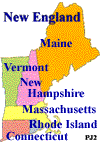 New England
Maine
Vermont
New
Hampshire
Massachusetts
Rhode Island
Connecticut
PJ2